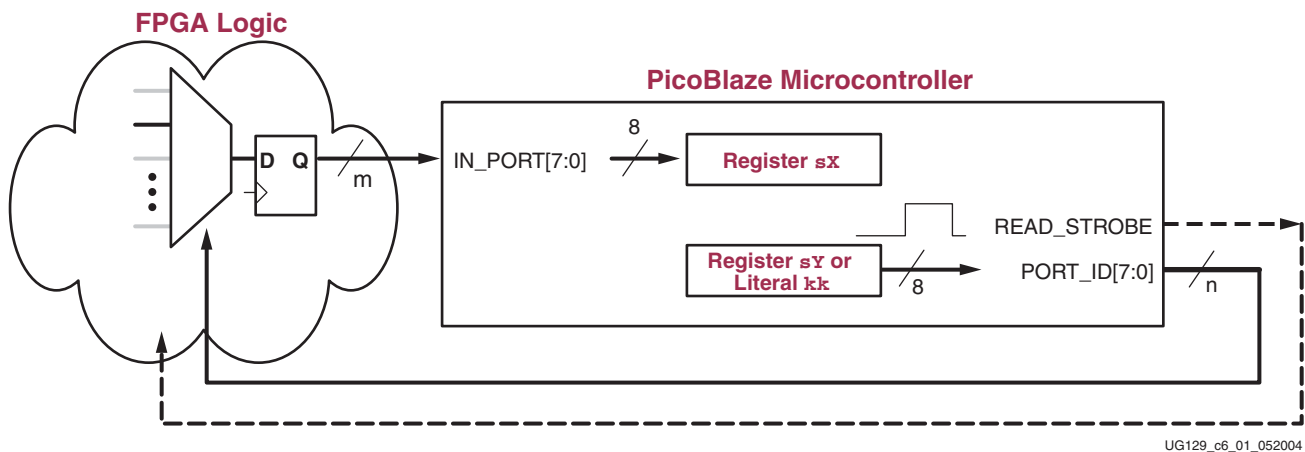 FPGA Logic
PicoBlaze Microcontroller
D Q
m
IN_PORT[7:0]
8
Register sX
READ_STROBE
Register sY or
Literal kk
8
PORT_ID[7:0]
n
UG129_c6_01_052004